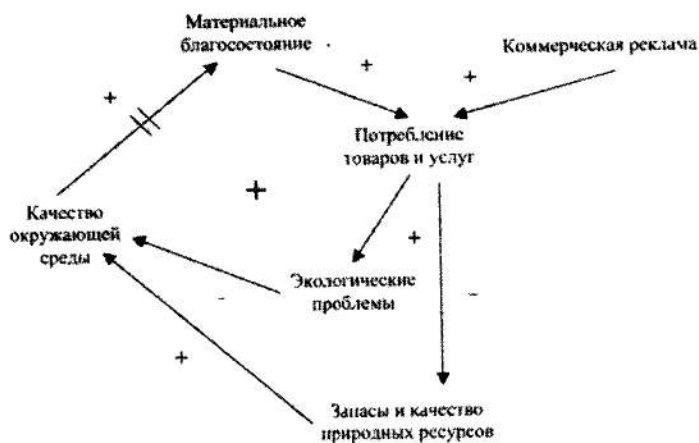 Материальное
благосостояние
Коммерческая реклама
+
+
+
Потребление
товаров и услуг
+
Качество
окружающей
среды
+
Экологические
проблемы
-
-
+
Запасы и качество
природных ресурсов